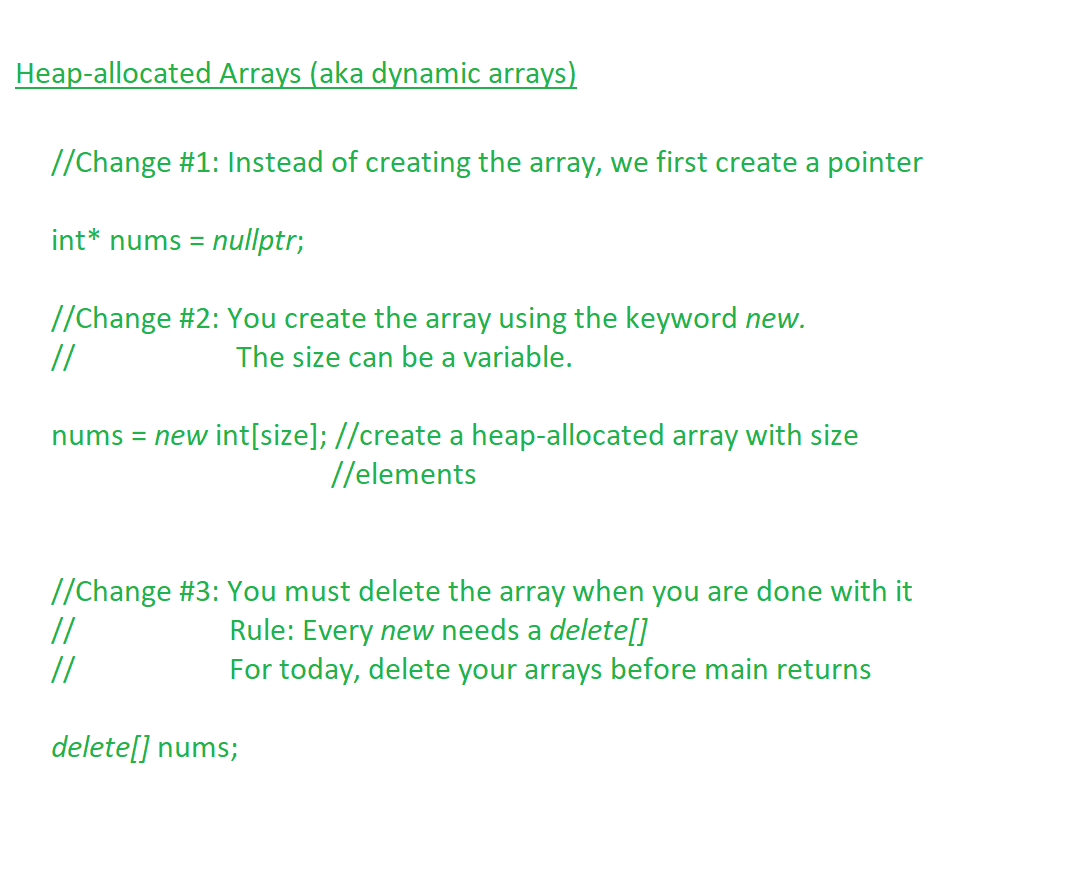 Heap-allocated Arrays (aka dynamic arrays)
//Change #1: Instead of creating the array, we first create a pointer
int* nums = nullptr;
//Change #2: You create the array using the keyword new.
// The size can be a variable.
nums = new int[size]; //create a heap-allocated array with size
//elements
//Change #3: You must delete the array when you are done with it
// Rule: Every new needs a delete[]
// For today, delete your arrays before main returns
delete[] nums;